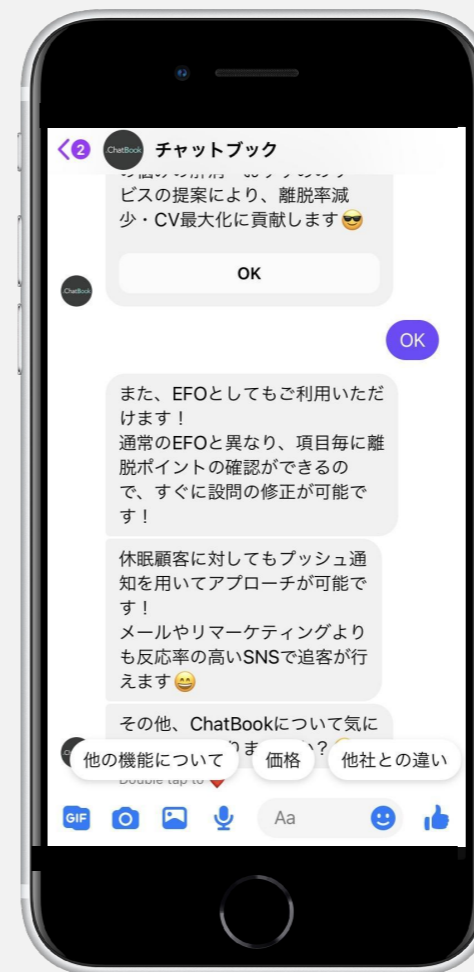 2
ChatBook
チャットブック
ビスの提案により、離脱率減
少・CV最大化に貢献します😎
OK
ChatBook
OK
また、EFOとしてもご利用いただ
けます！
通常のEFOと異なり、項目毎に離
脱ポイントの確認ができるの
で、すぐに設問の修正が可能で
す！
休眠顧客に対してもプッシュ通
知を用いてアプローチが可能で
す！
メールやリマーケティングより
も反応率の高いSNSで追客が行
えます😄
その他、ChatBookについて気に
他の機能について
価格
他社との違い
Double tap to ❤️
GIF
Aa